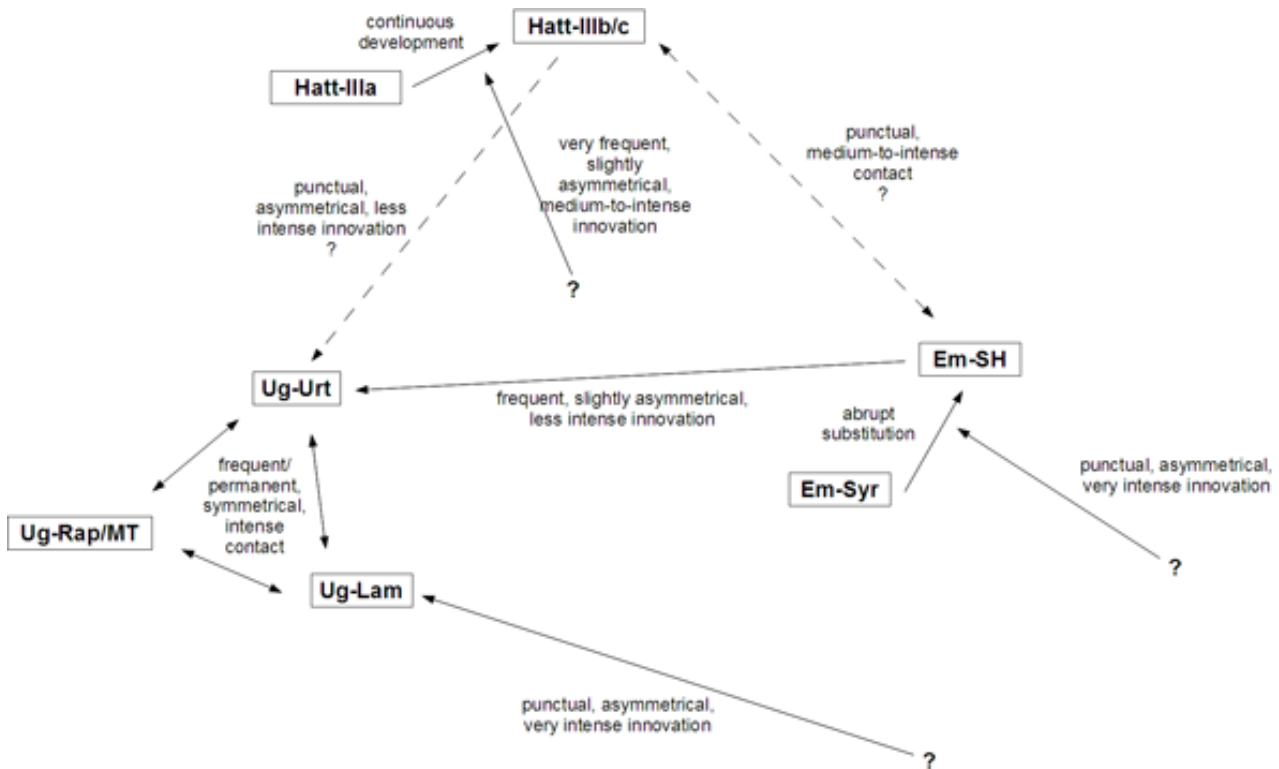 continuous
development
Hatt-IIIb/c
Hatt-IIIa
very frequent,
slightly
asymmetrical,
medium-to-intense
innovation
punctual,
medium-to-intense
contact
?
punctual,
asymmetrical, less
intense innovation
?
?
Ug-Urt
Em-SH
frequent, slightly asymmetrical,
less intense innovation
abrupt
substitution
frequent/
permanent,
symmetrical,
intense
contact
punctual, asymmetrical,
very intense innovation
Em-Syr
Ug-Rap/MT
?
Ug-Lam
punctual, asymmetrical,
very intense innovation
?